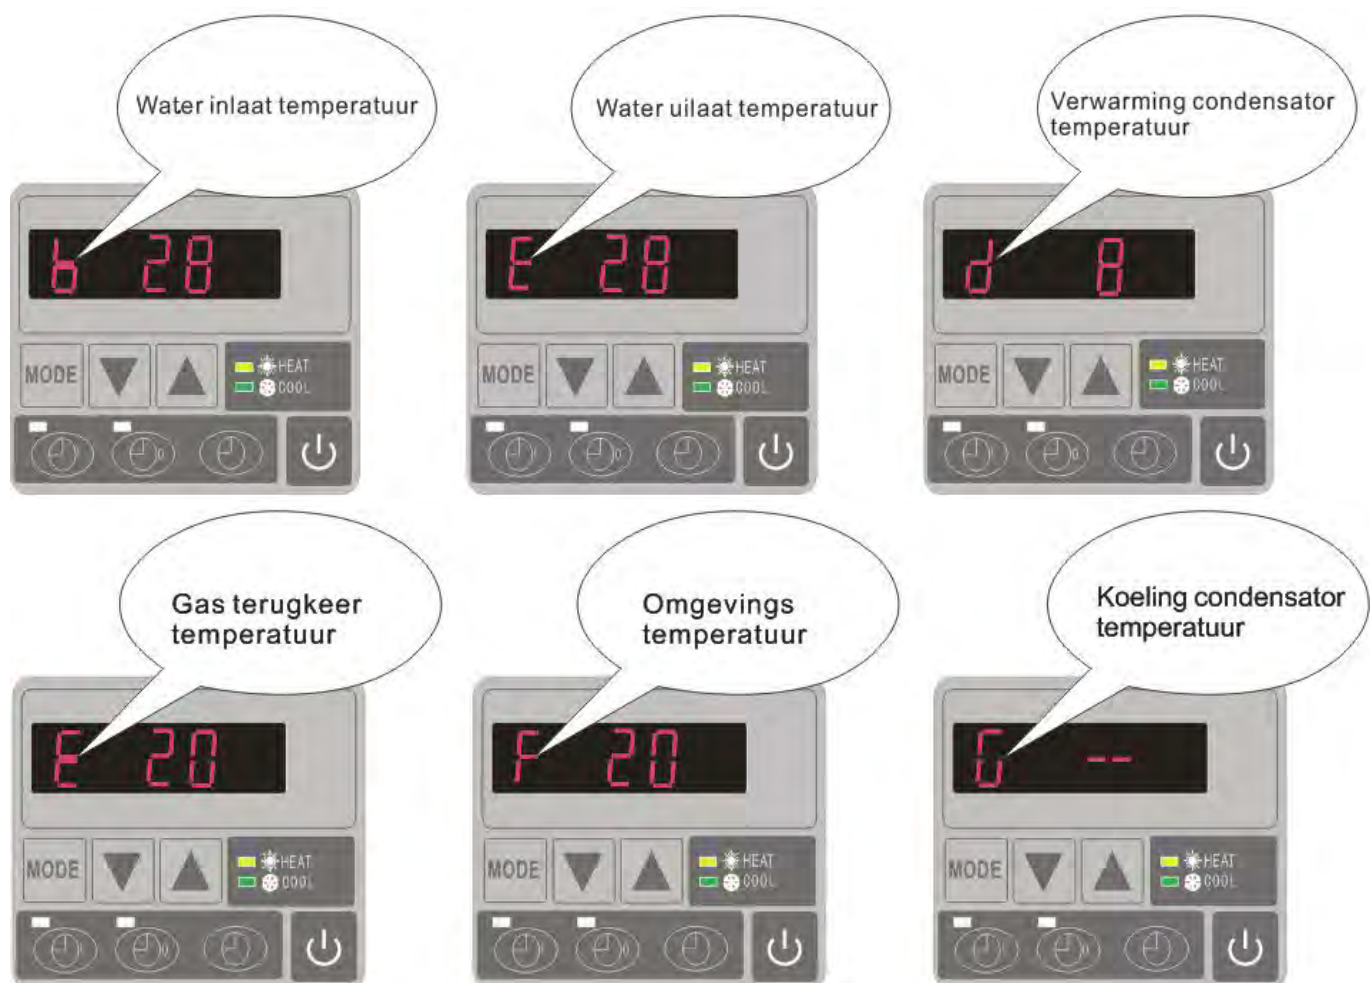 Water inlaat temperatuur
b 28
MODE
HEAT
COOL
Water uilaat temperatuur
E 28
MODE
HEAT
COOL
Verwarming condensator
temperatuur
d 8
MODE
HEAT
COOL
Gas terugkeer
temperatuur
E 20
MODE
HEAT
COOL
Omgevings
temperatuur
F 20
MODE
HEAT
COOL
Koeling condensator
temperatuur
G --
MODE
HEAT
COOL